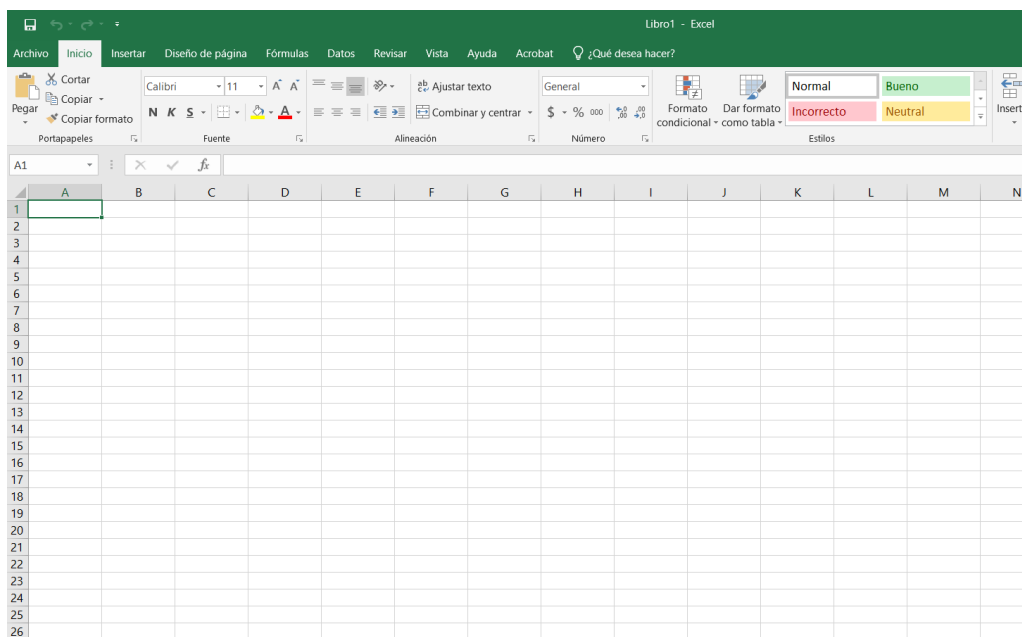 Libro1 - Excel
Archivo Inicio Insertar Diseño de página Fórmulas Datos Revisar Vista Ayuda Acrobat ¿Qué desea hacer?
Pegar
Cortar
Copiar
Copiar formato
Portapapeles
Calibri 11 A A
N K S A
Fuente
Ajustar texto
Combinar y centrar
Alineación
General
$ % 000
Número
Formato condicional
Dar formato como tabla
Normal Bueno
Incorrecto Neutral
Estilos
Insert
A1 fx
A B C D E F G H I J K L M N
1
2
3
4
5
6
7
8
9
10
11
12
13
14
15
16
17
18
19
20
21
22
23
24
25
26